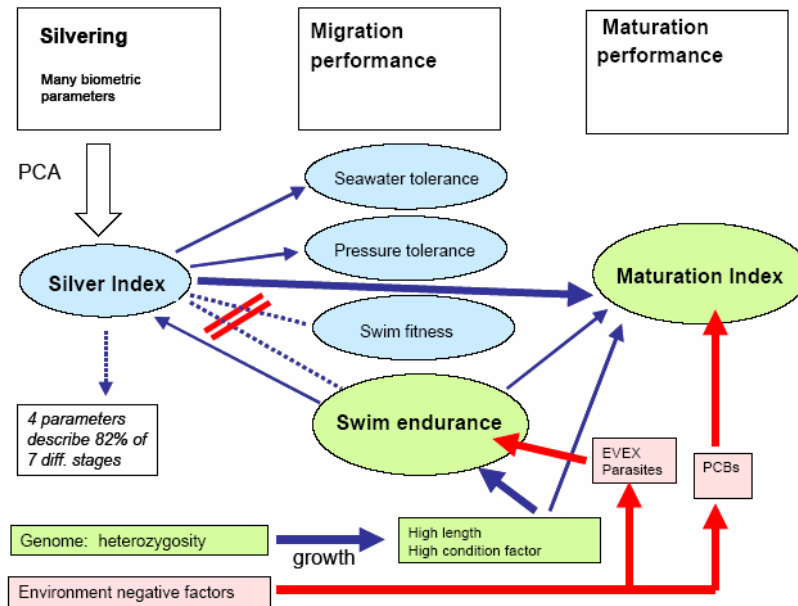 Silvering
Many biometric
parameters
Migration
performance
Maturation
performance
PCA
Seawater tolerance
Pressure tolerance
Silver Index
Maturation Index
Swim fitness
4 parameters
describe 82% of
7 diff. stages
Swim endurance
EVEX
Parasites
PCBs
Genome: heterozygosity
growth
High length
High condition factor
Environment negative factors